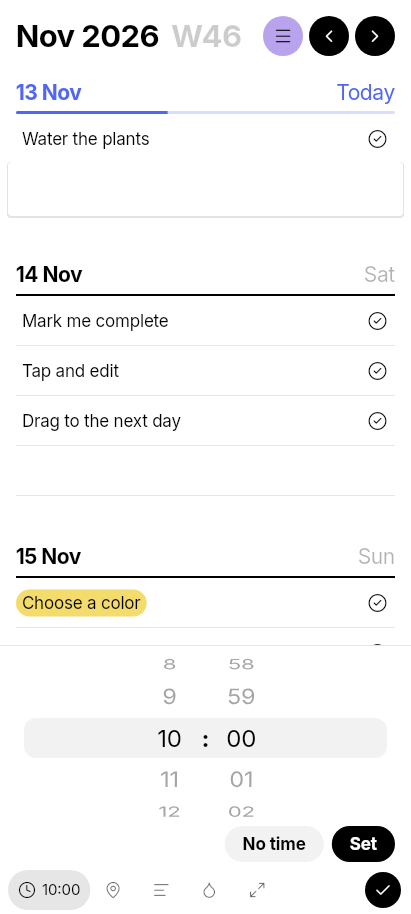 Nov 2026 W46
13 Nov Today
Water the plants
14 Nov Sat
Mark me complete
Tap and edit
Drag to the next day
15 Nov Sun
Choose a color
8 58
9 59
10 : 00
11 01
12 02
No time Set
10:00